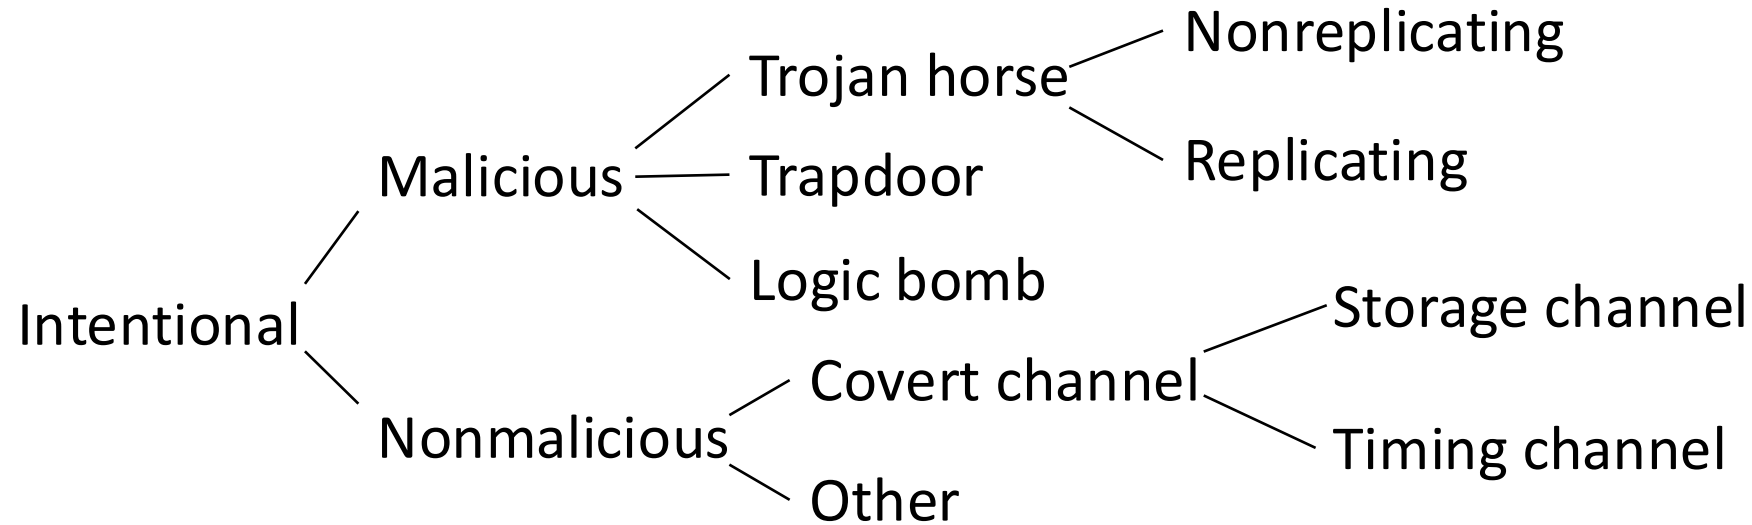 Nonreplicating
Trojan horse
Replicating
Malicious
Trapdoor
Logic bomb
Intentional
Storage channel
Covert channel
Nonmalicious
Timing channel
Other